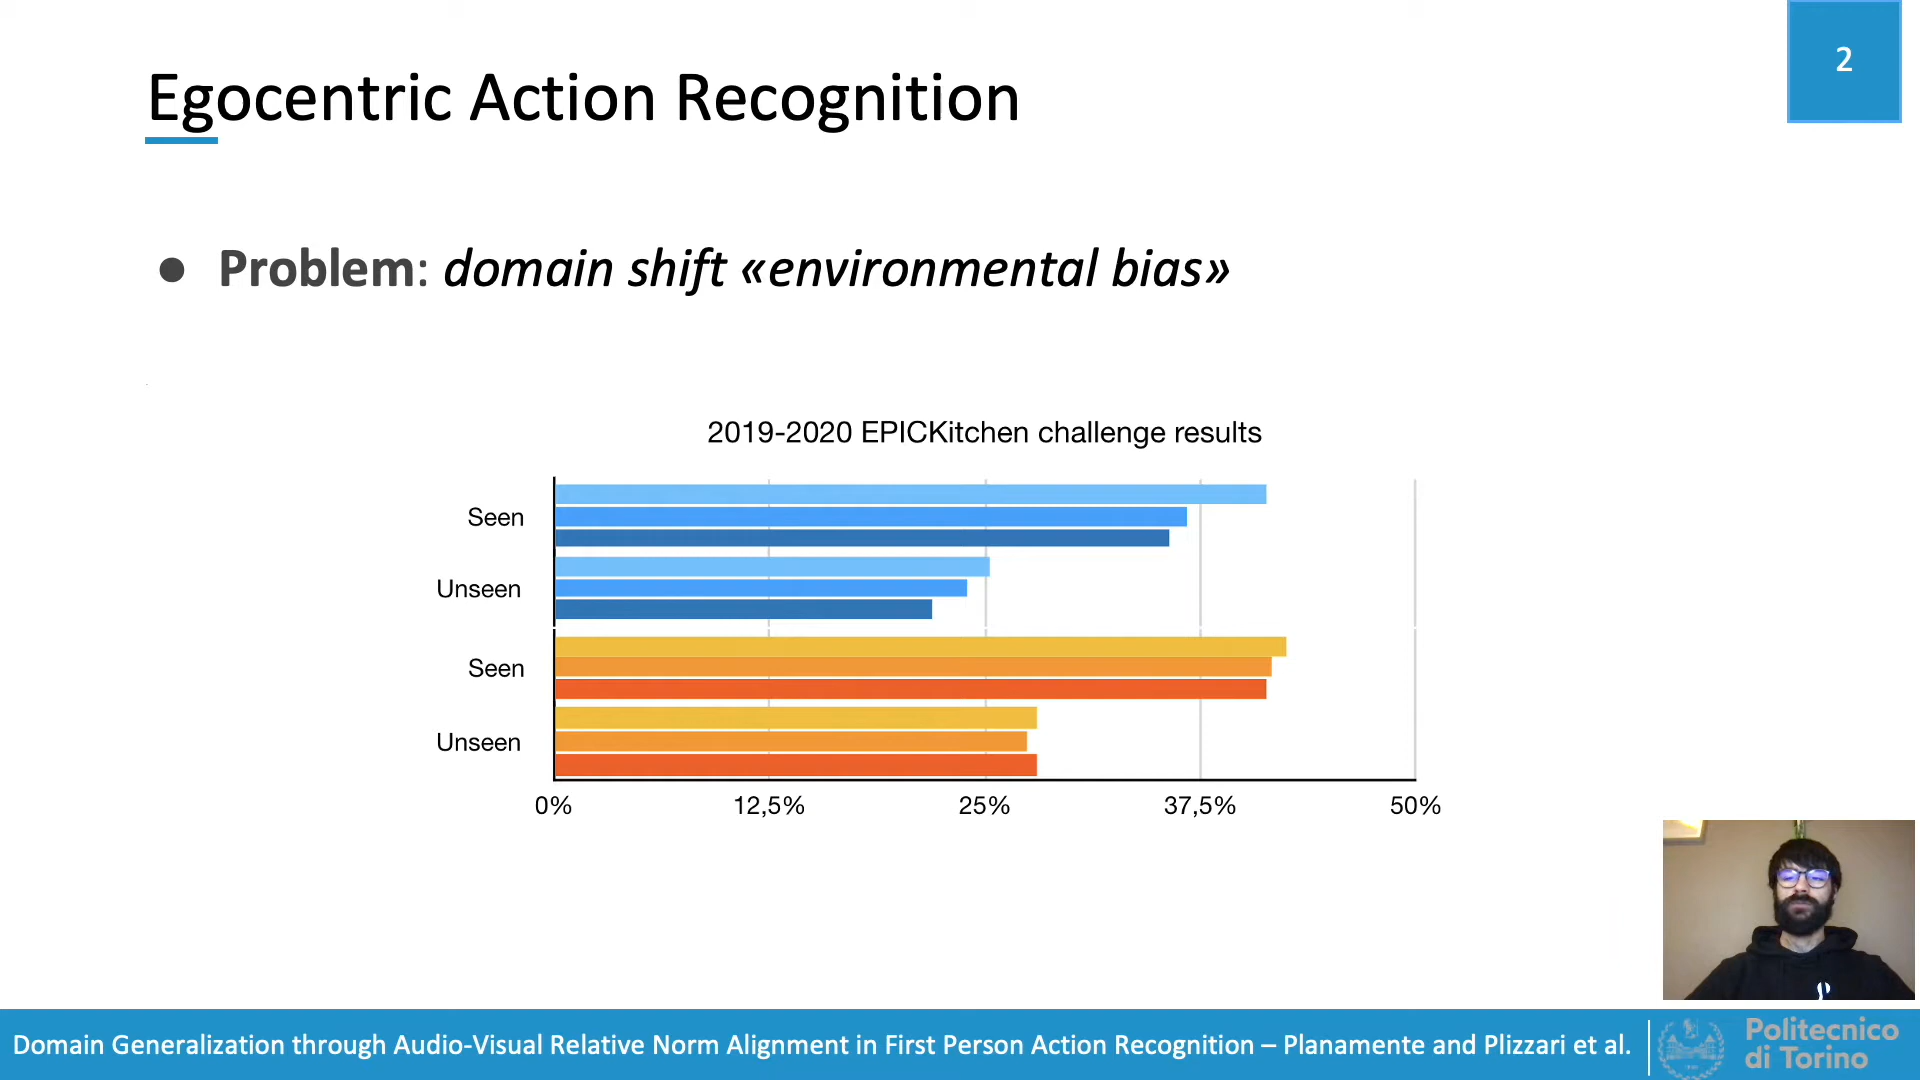 2
Egocentric Action Recognition
● Problem: domain shift «environmental bias»
2019-2020 EPICKitchen challenge results
Seen
Unseen
Seen
Unseen
0% 12,5% 25% 37,5% 50%
Domain Generalization through Audio-Visual Relative Norm Alignment in First Person Action Recognition – Planamente and Plizzari et al.
Politecnico
di Torino